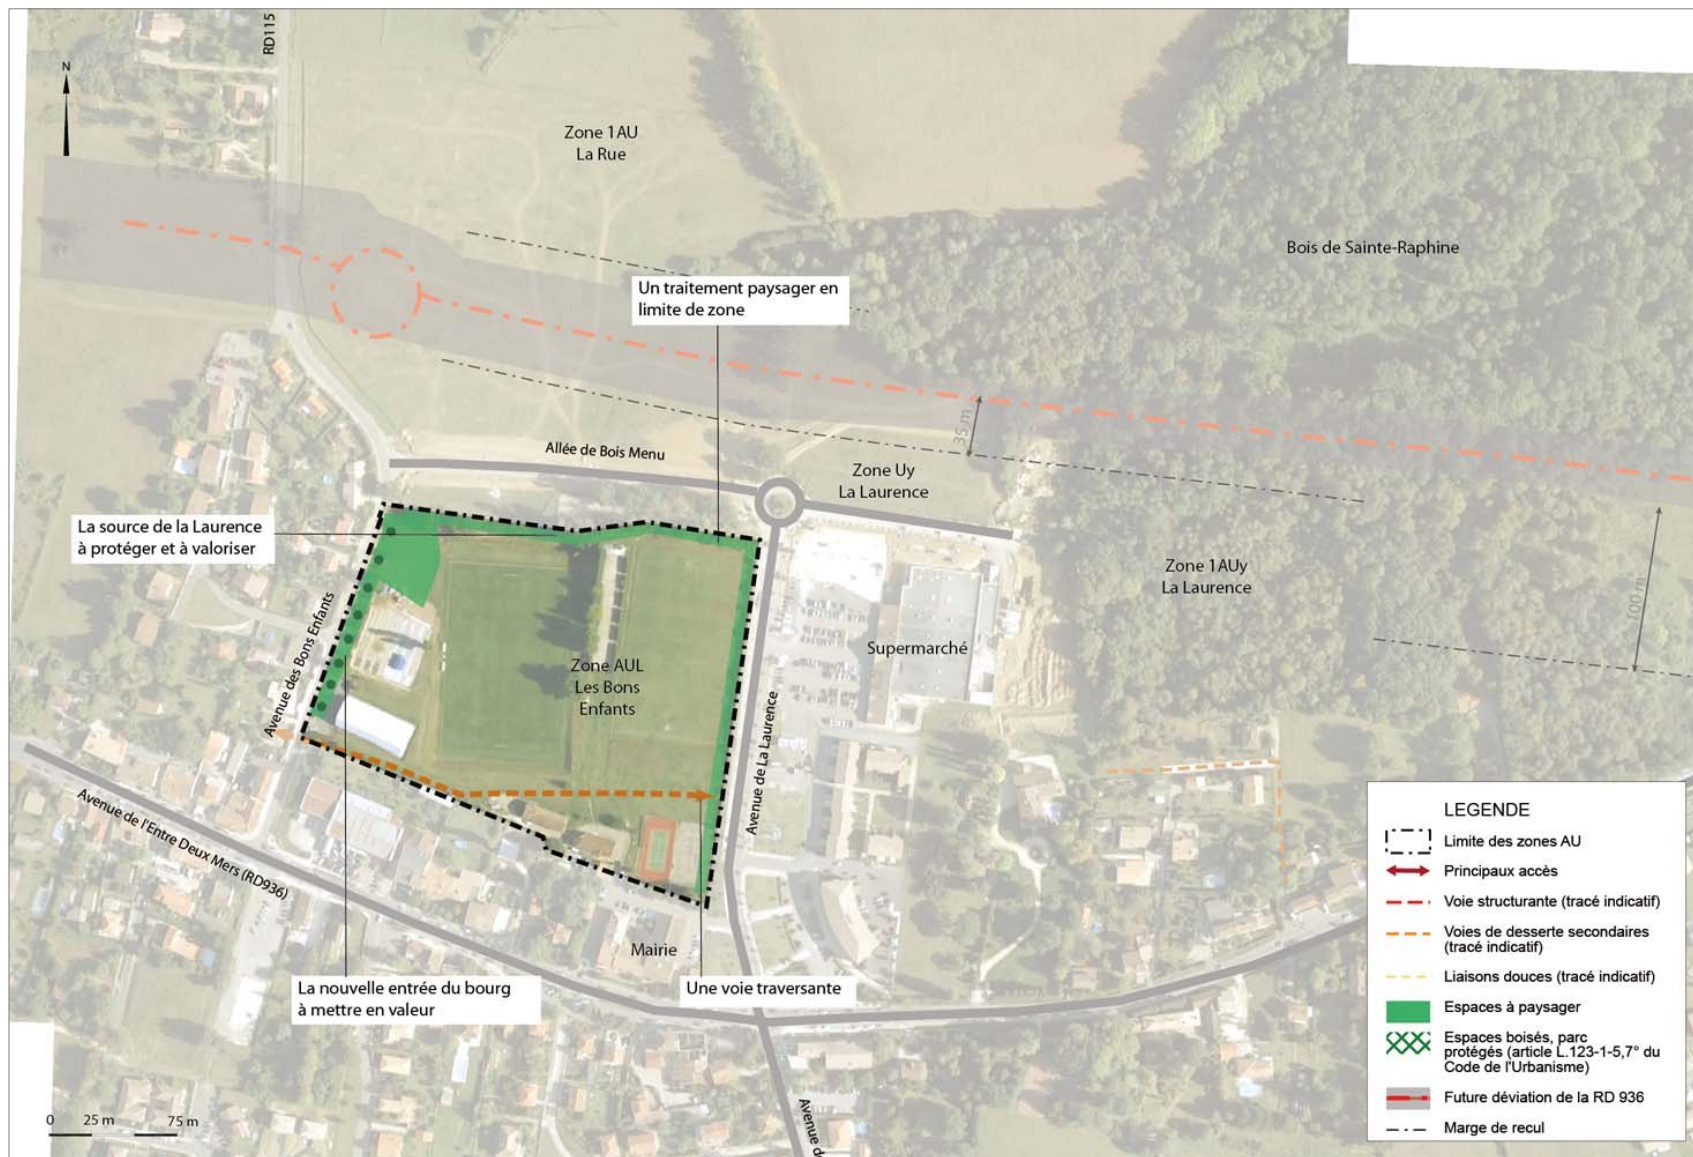 RD115
N
Zone 1AU
La Rue
Bois de Sainte-Raphine
Un traitement paysager en
limite de zone
35 m
Allée de Bois Menu
Zone Uy
La Laurence
La source de la Laurence
à protéger et à valoriser
Zone 1AUy
La Laurence
100 m
Avenue des Bons Enfants
Supermarché
Zone AUL
Les Bons
Enfants
Avenue de La Laurence
Avenue de l'Entre Deux Mers (RD936)
Mairie
La nouvelle entrée du bourg
à mettre en valeur
Une voie traversante
LEGENDE
Limite des zones AU
Principaux accès
Voie structurante (tracé indicatif)
Voies de desserte secondaires
(tracé indicatif)
Liaisons douces (tracé indicatif)
Espaces à paysager
Espaces boisés, parc
protégés (article L.123-1-5,7° du
Code de l'Urbanisme)
Future déviation de la RD 936
Marge de recul
0 25 m 75 m
Avenue